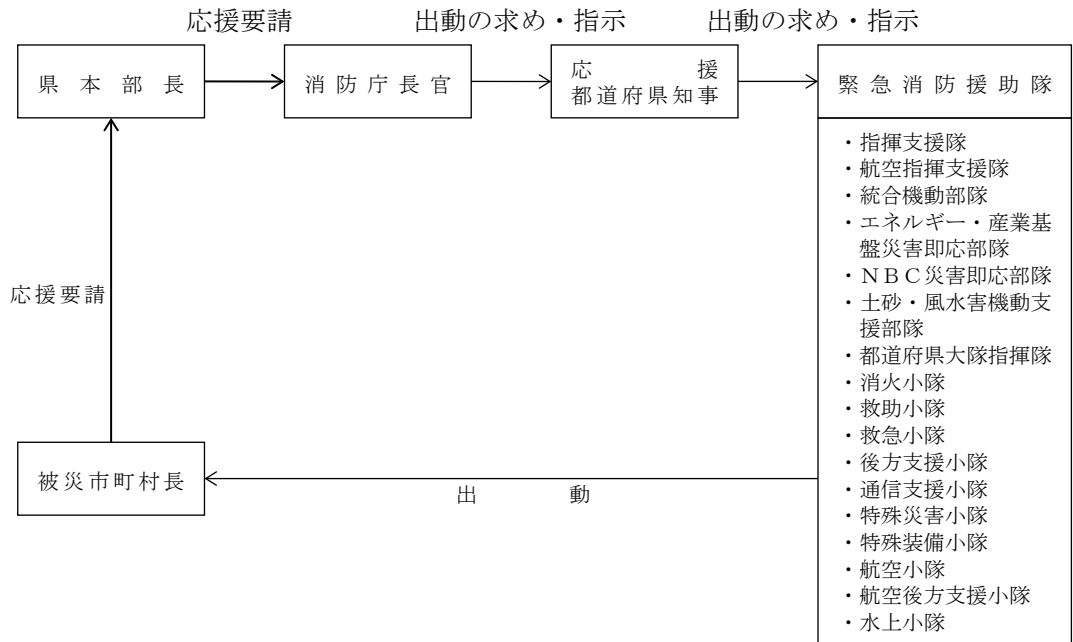 応援要請 出動の求め・指示 出動の求め・指示
県本部長 消防庁長官 応援 緊急消防援助隊
都道府県知事
・指揮支援隊
・航空指揮支援隊
・統合機動部隊
・エネルギー・産業基
盤災害即応部隊
・ＮＢＣ災害即応部隊
・土砂・風水害機動支
援部隊
・都道府県大隊指揮隊
・消火小隊
・救助小隊
・救急小隊
・後方支援小隊
・通信支援小隊
・特殊災害小隊
・特殊装備小隊
・航空小隊
・航空後方支援小隊
・水上小隊
応援要請
被災市町村長
出動